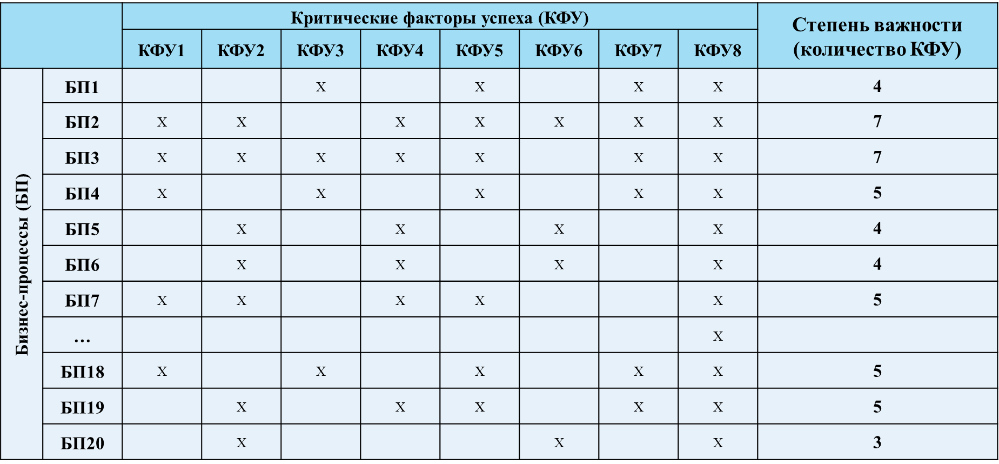 Критические факторы успеха (КФУ)
Степень важности
(количество КФУ)
КФУ1 КФУ2 КФУ3 КФУ4 КФУ5 КФУ6 КФУ7 КФУ8
Бизнес-процессы (БП)
БП1 X X X X 4
БП2 X X X X X X X 7
БП3 X X X X X X X 7
БП4 X X X X X 5
БП5 X X X X 4
БП6 X X X X 4
БП7 X X X X X 5
... X
БП18 X X X X X 5
БП19 X X X X X 5
БП20 X X X 3